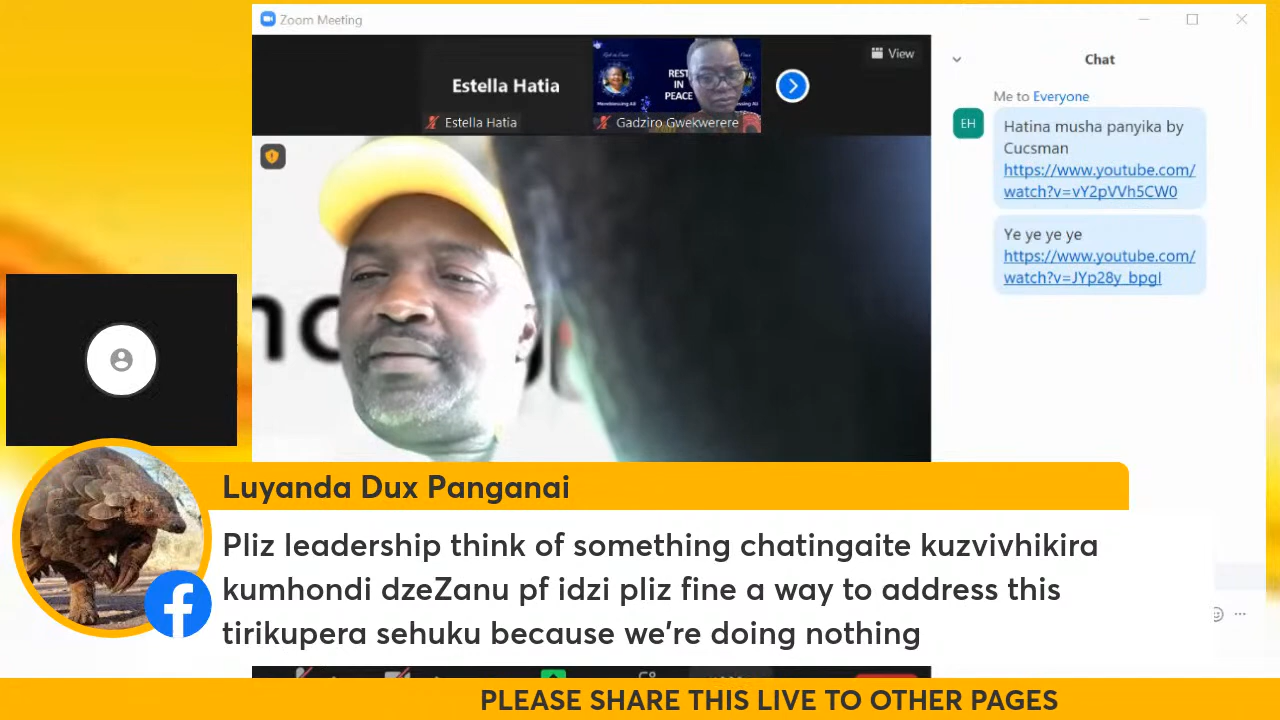 Zoom Meeting
View
Estella Hatia
Estella Hatia
REST
IN
PEACE
Gadziro Gwekwerere
Chat
Me to Everyone
EH
Hatina musha panyika by
Cucsman
https://www.youtube.com/
watch?v=vY2pVVh5CW0
Ye ye ye ye
https://www.youtube.com/
watch?v=JYp28y_bpgI
Luyanda Dux Panganai
Pliz leadership think of something chatingaite kuzvivhikira
kumhondi dzeZanu pf idzi pliz fine a way to address this
tirikupera sehuku because we're doing nothing
PLEASE SHARE THIS LIVE TO OTHER PAGES